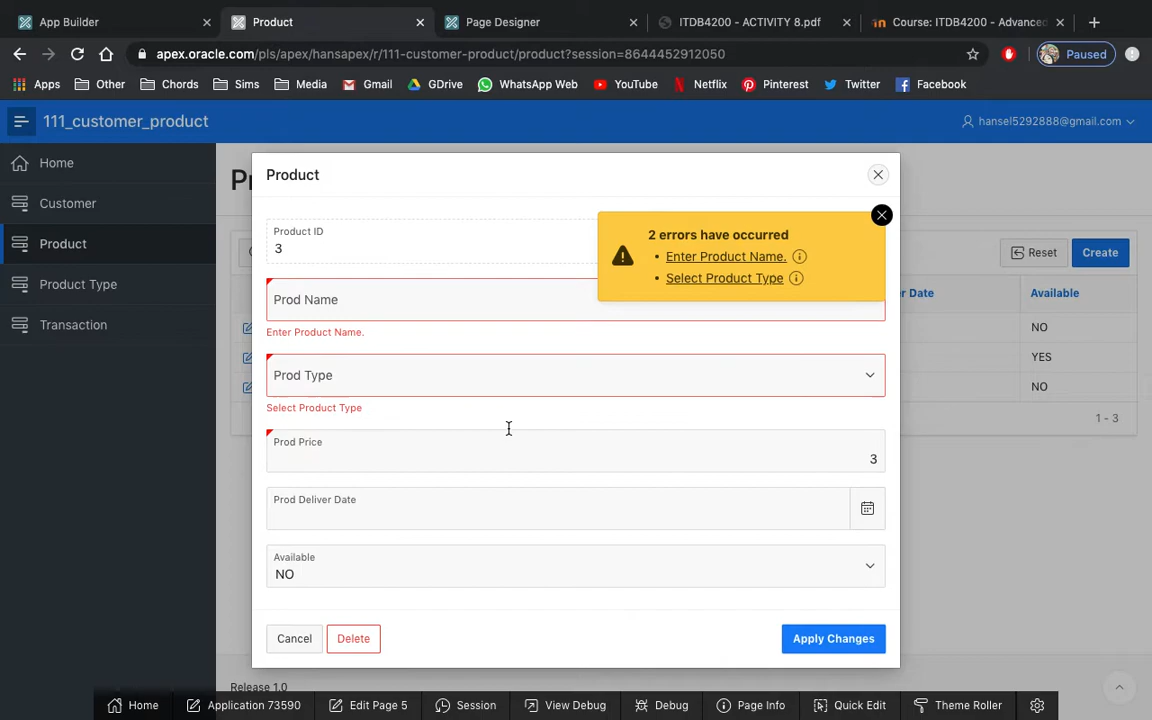 App Builder
Product
Page Designer
ITDB4200 - ACTIVITY 8.pdf
Course: ITDB4200 - Advanced
apex.oracle.com/pls/apex/hansapex/r/111-customer-product/product?session=8644452912050
Paused
Apps
Other
Chords
Sims
Media
Gmail
GDrive
WhatsApp Web
YouTube
Netflix
Pinterest
Twitter
Facebook
111_customer_product
hansel5292888@gmail.com
Home
Customer
Product
Product Type
Transaction
Product
Product ID
3
2 errors have occurred
Enter Product Name.
Select Product Type
Prod Name
Enter Product Name.
Prod Type
Select Product Type
Prod Price
3
Prod Deliver Date
Available
NO
Cancel
Delete
Apply Changes
Reset
Create
Date
Available
NO
YES
NO
1 - 3
Release 1.0
Home
Application 73590
Edit Page 5
Session
View Debug
Debug
Page Info
Quick Edit
Theme Roller